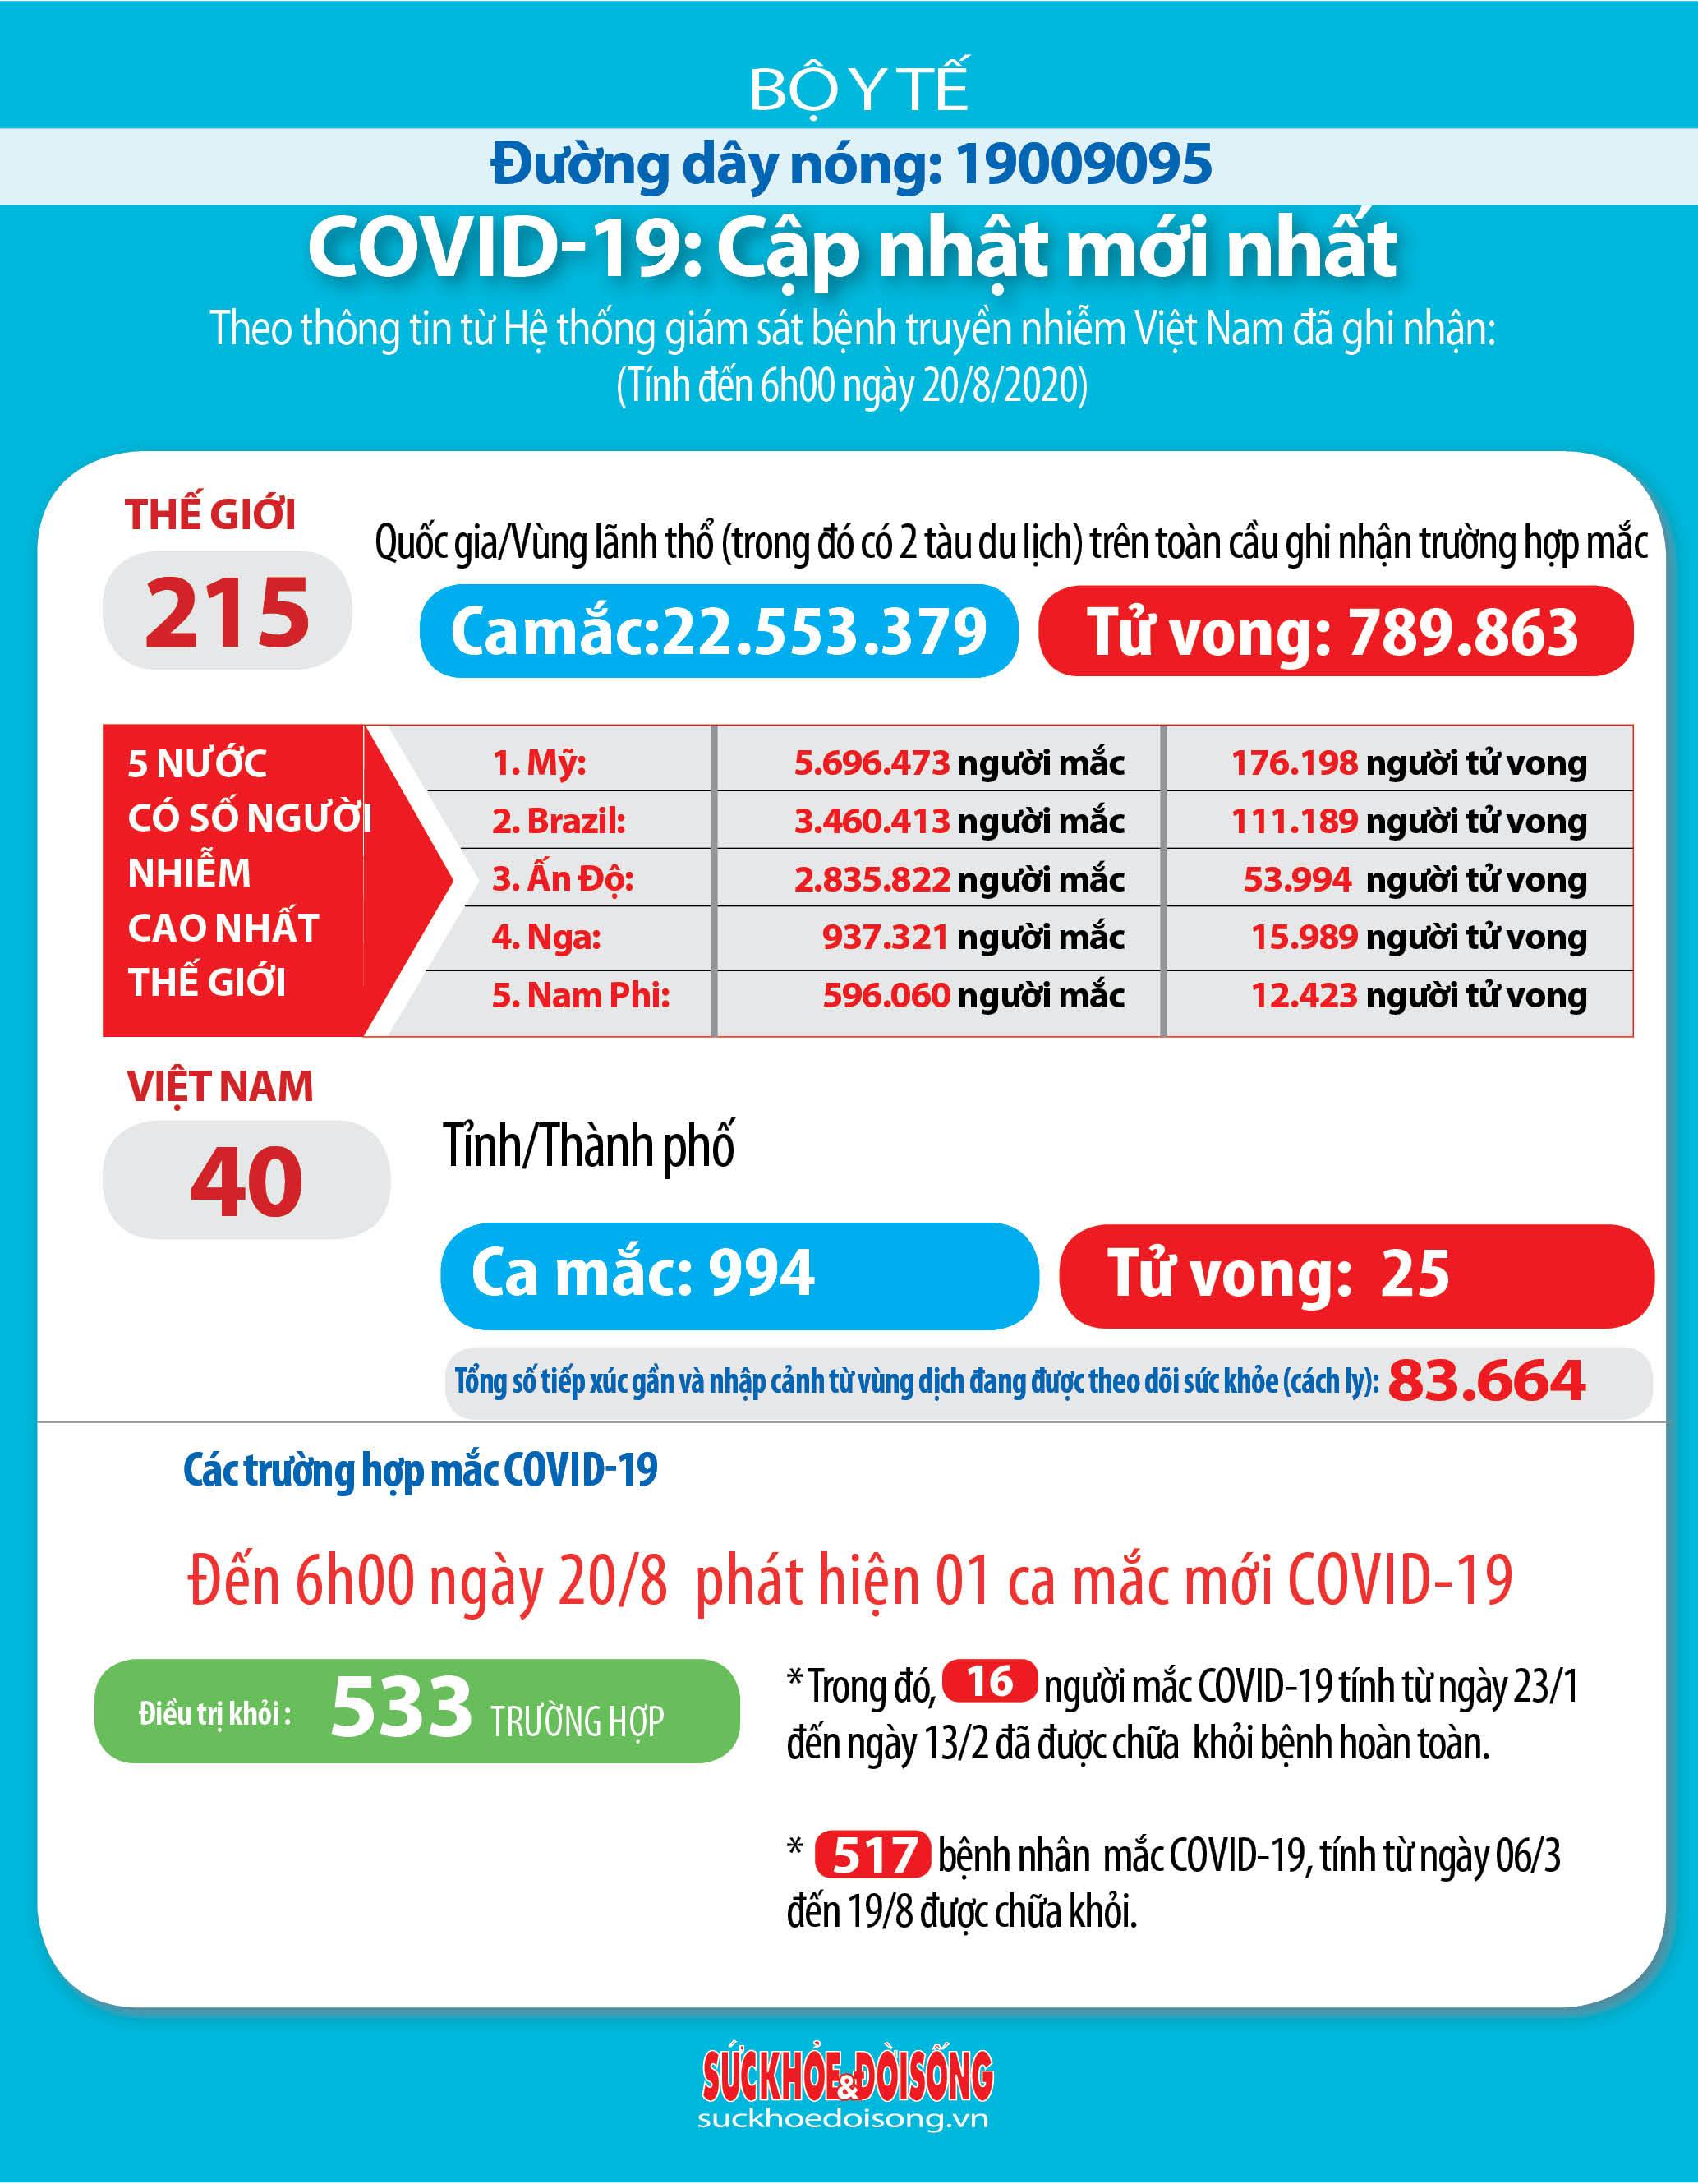 BỘ Y TẾ
Đường dây nóng: 19009095
COVID-19: Cập nhật mới nhất
Theo thông tin từ Hệ thống giám sát bệnh truyền nhiễm Việt Nam đã ghi nhận:
(Tính đến 6h00 ngày 20/8/2020)
THẾ GIỚI
215
Quốc gia/Vùng lãnh thổ (trong đó có 2 tàu du lịch) trên toàn cầu ghi nhận trường hợp mắc
Camắc:22.553.379
Tử vong: 789.863
5 NƯỚC
CÓ SỐ NGƯỜI
NHIỄM
CAO NHẤT
THẾ GIỚI
1. Mỹ: 5.696.473 người mắc 176.198 người tử vong
2. Brazil: 3.460.413 người mắc 111.189 người tử vong
3. Ấn Độ: 2.835.822 người mắc 53.994 người tử vong
4. Nga: 937.321 người mắc 15.989 người tử vong
5. Nam Phi: 596.060 người mắc 12.423 người tử vong
VIỆT NAM
40
Tỉnh/Thành phố
Ca mắc: 994
Tử vong: 25
Tổng số tiếp xúc gần và nhập cảnh từ vùng dịch đang được theo dõi sức khỏe (cách ly): 83.664
Các trường hợp mắc COVID-19
Đến 6h00 ngày 20/8 phát hiện 01 ca mắc mới COVID-19
Điều trị khỏi : 533 TRƯỜNG HỢP
* Trong đó, 16 người mắc COVID-19 tính từ ngày 23/1
đến ngày 13/2 đã được chữa khỏi bệnh hoàn toàn.
* 517 bệnh nhân mắc COVID-19, tính từ ngày 06/3
đến 19/8 được chữa khỏi.
SỨCKHỎE&ĐỜISỐNG
suckhoedoisong.vn